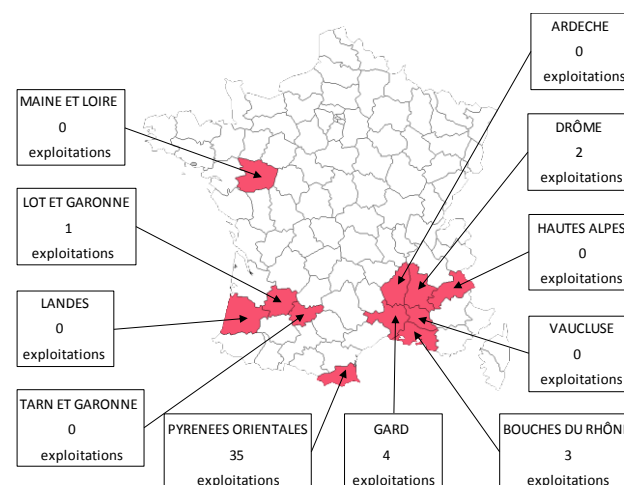 ARDECHE
0
exploitations
MAINE ET LOIRE
0
exploitations
DRÔME
2
exploitations
LOT ET GARONNE
1
exploitations
HAUTES ALPES
0
exploitations
LANDES
0
exploitations
VAUCLUSE
0
exploitations
TARN ET GARONNE
0
exploitations
PYRENEES ORIENTALES
35
exploitations
GARD
4
exploitations
BOUCHES DU RHÔNE
3
exploitations